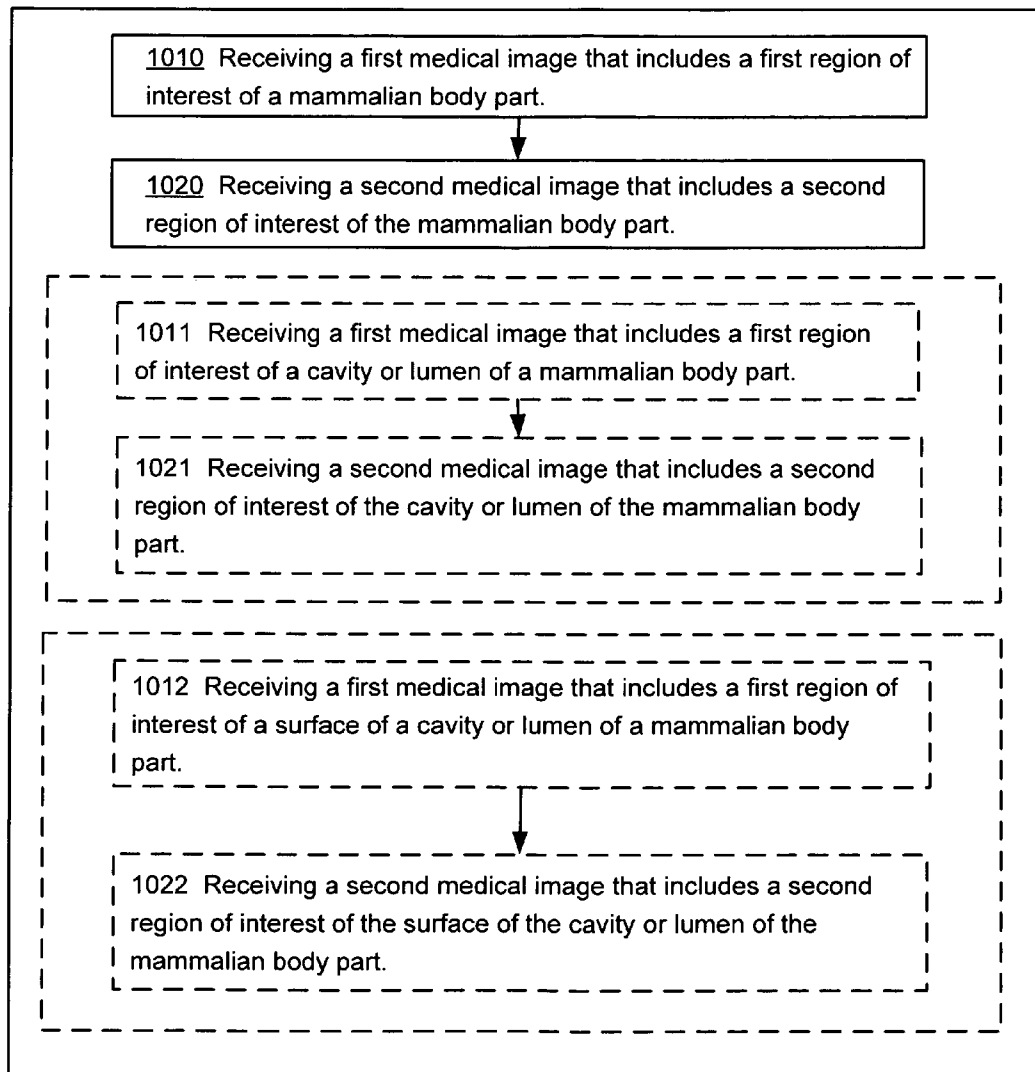 1010 Receiving a first medical image that includes a first region of
interest of a mammalian body part.
1020 Receiving a second medical image that includes a second
region of interest of the mammalian body part.
1011 Receiving a first medical image that includes a first region
of interest of a cavity or lumen of a mammalian body part.
1021 Receiving a second medical image that includes a second
region of interest of the cavity or lumen of the mammalian body
part.
1012 Receiving a first medical image that includes a first region of
interest of a surface of a cavity or lumen of a mammalian body
part.
1022 Receiving a second medical image that includes a second
region of interest of the surface of the cavity or lumen of the
mammalian body part.